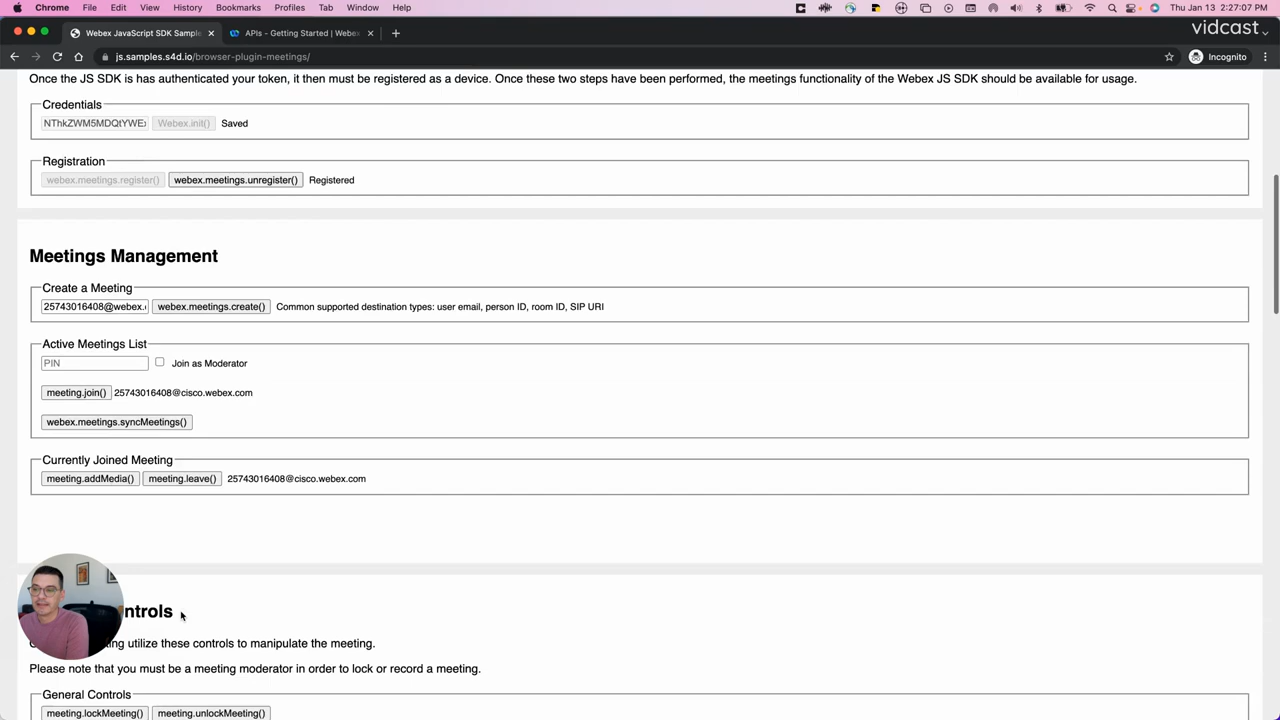 Chrome File Edit View History Bookmarks Profiles Tab Window Help Thu Jan 13 2:27:07 PM
Webex JavaScript SDK Sample APIs - Getting Started | Webex
vidcast
js.samples.s4d.io/browser-plugin-meetings/ Incognito
Once the JS SDK is has authenticated your token, it then must be registered as a device. Once these two steps have been performed, the meetings functionality of the Webex JS SDK should be available for usage.
Credentials
NThkZWM5MDQtYWEx Webex.init() Saved
Registration
webex.meetings.register() webex.meetings.unregister() Registered
Meetings Management
Create a Meeting
25743016408@webex. webex.meetings.create() Common supported destination types: user email, person ID, room ID, SIP URI
Active Meetings List
PIN Join as Moderator
meeting.join() 25743016408@cisco.webex.com
webex.meetings.syncMeetings()
Currently Joined Meeting
meeting.addMedia() meeting.leave() 25743016408@cisco.webex.com
ntrols
utilize these controls to manipulate the meeting.
Please note that you must be a meeting moderator in order to lock or record a meeting.
General Controls
meeting.lockMeeting() meeting.unlockMeeting()